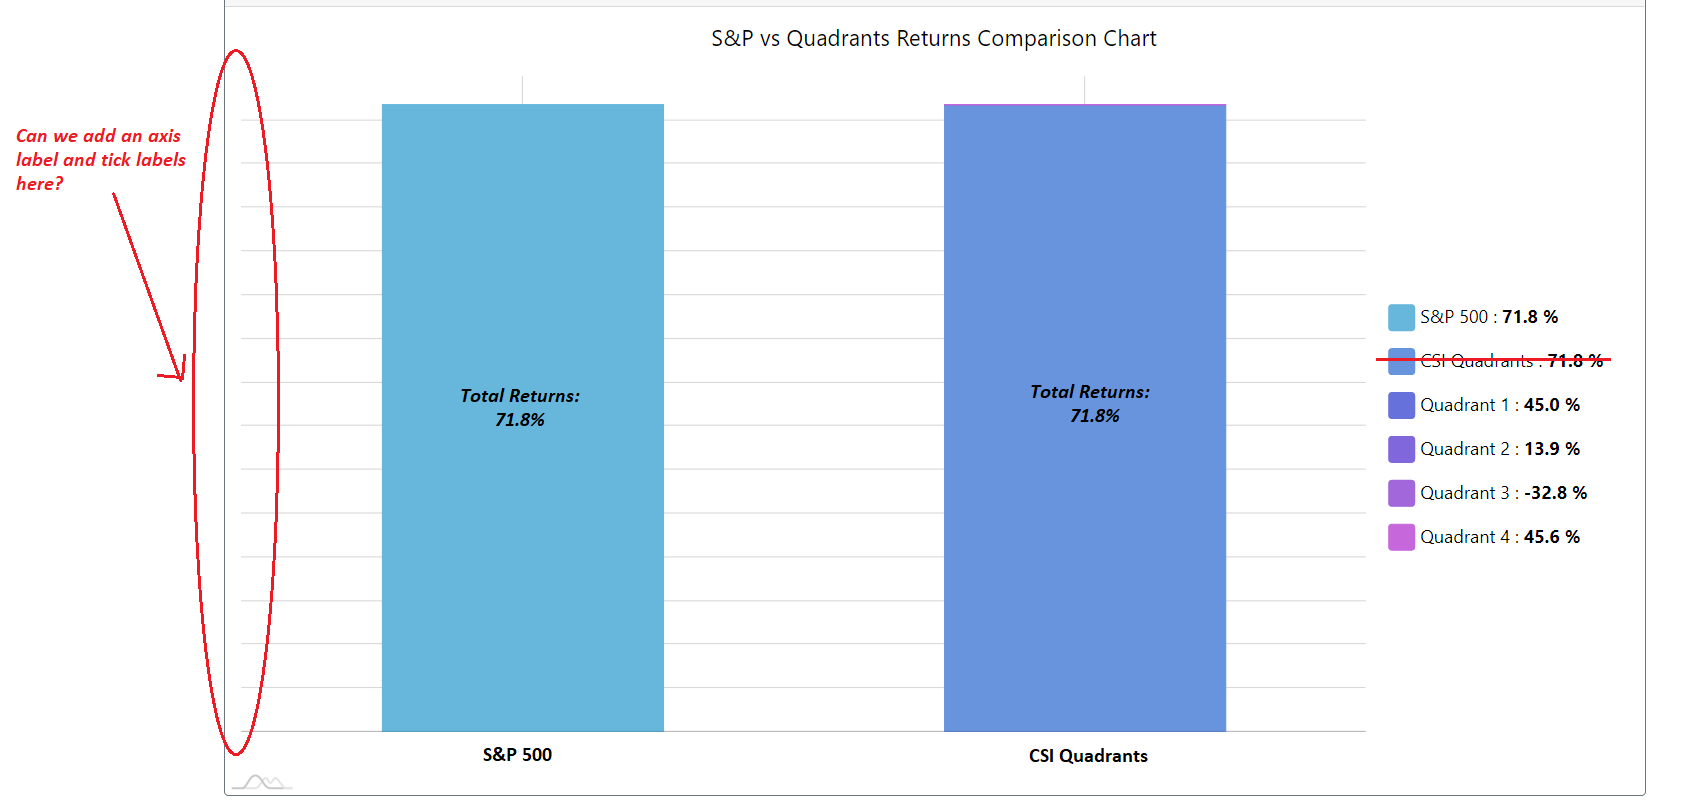 S&P vs Quadrants Returns Comparison Chart
Can we add an axis
label and tick labels
here?
Total Returns:
71.8%
Total Returns:
71.8%
S&P 500 : 71.8 %
CSI Quadrants : 71.8 %
Quadrant 1 : 45.0 %
Quadrant 2 : 13.9 %
Quadrant 3 : -32.8 %
Quadrant 4 : 45.6 %
S&P 500
CSI Quadrants